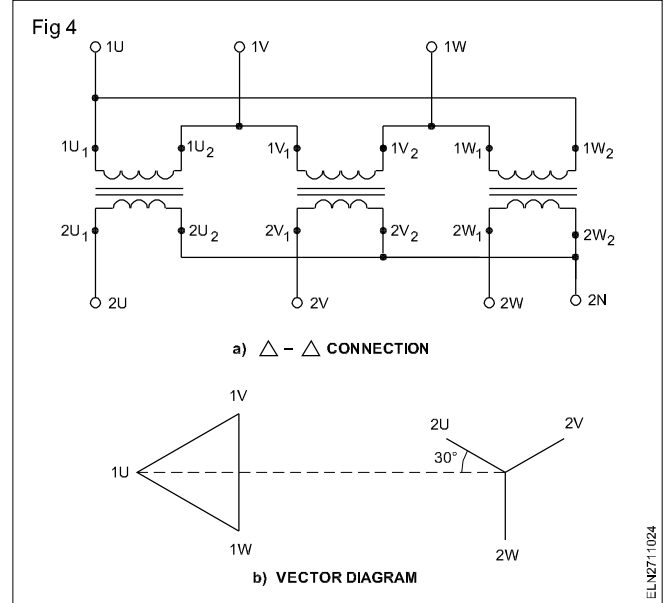 Fig 4
1U 1V 1W
1U1 1U2 1V1 1V2 1W1 1W2
2U1 2U2 2V1 2V2 2W1 2W2
2U 2V 2W 2N
a) △ – △ CONNECTION
1V
2U 2V
30°
1U
1W
2W
b) VECTOR DIAGRAM
ELN2711024